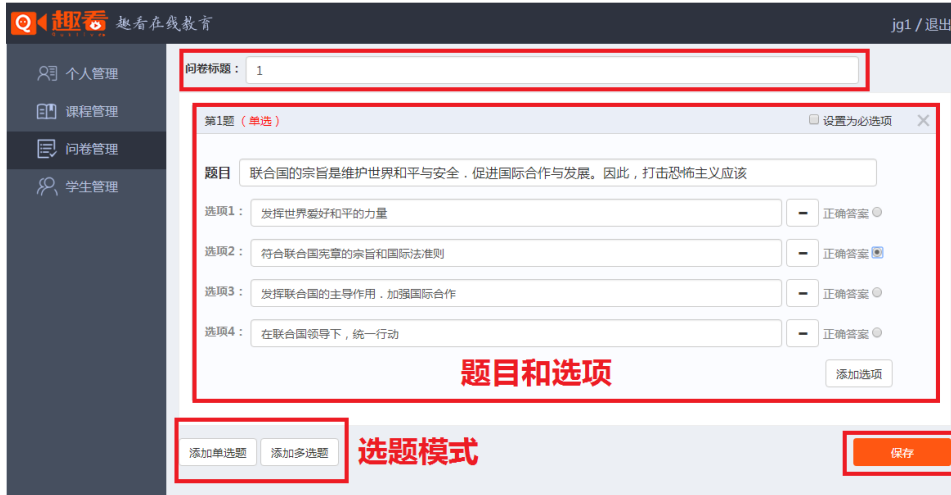 趣看 趣看在线教育 jg1 / 退出
个人管理
课程管理
问卷管理
学生管理
问卷标题： 1
第1题 （单选） 设置为必选项
题目 联合国的宗旨是维护世界和平与安全．促进国际合作与发展。因此，打击恐怖主义应该
选项1： 发挥世界爱好和平的力量 正确答案
选项2： 符合联合国宪章的宗旨和国际法准则 正确答案
选项3： 发挥联合国的主导作用．加强国际合作 正确答案
选项4： 在联合国领导下，统一行动 正确答案
题目和选项
添加选项
添加单选题 添加多选题 选题模式 保存